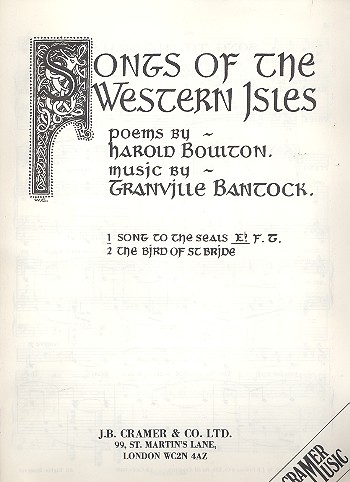 SONGS OF THE
WESTERN ISLES
poems by ~
HAROLD BOULTON.
music by ~
GRANVILLE BANTOCK.
W.G.
1 SONG TO THE SEALS E♭ F. G.
2 THE BIRD OF ST BRIDE
J.B. CRAMER & CO. LTD.
99, ST. MARTIN'S LANE,
LONDON WC2N 4AZ
CRAMER
MUSIC